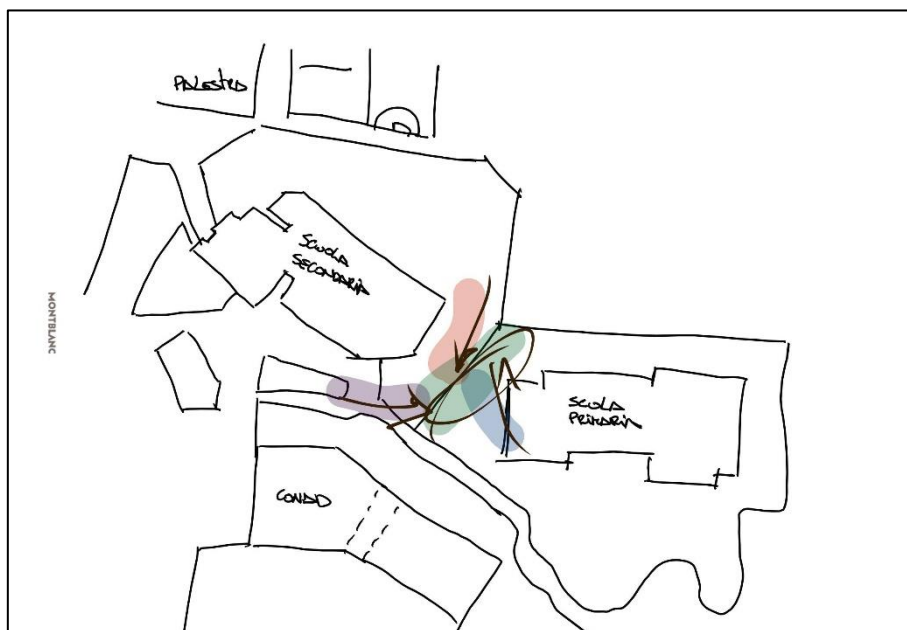 PALESTRA
SCUOLA
SECONDARIA
MONTBLANC
SCUOLA
PRIMARIA
CONAD